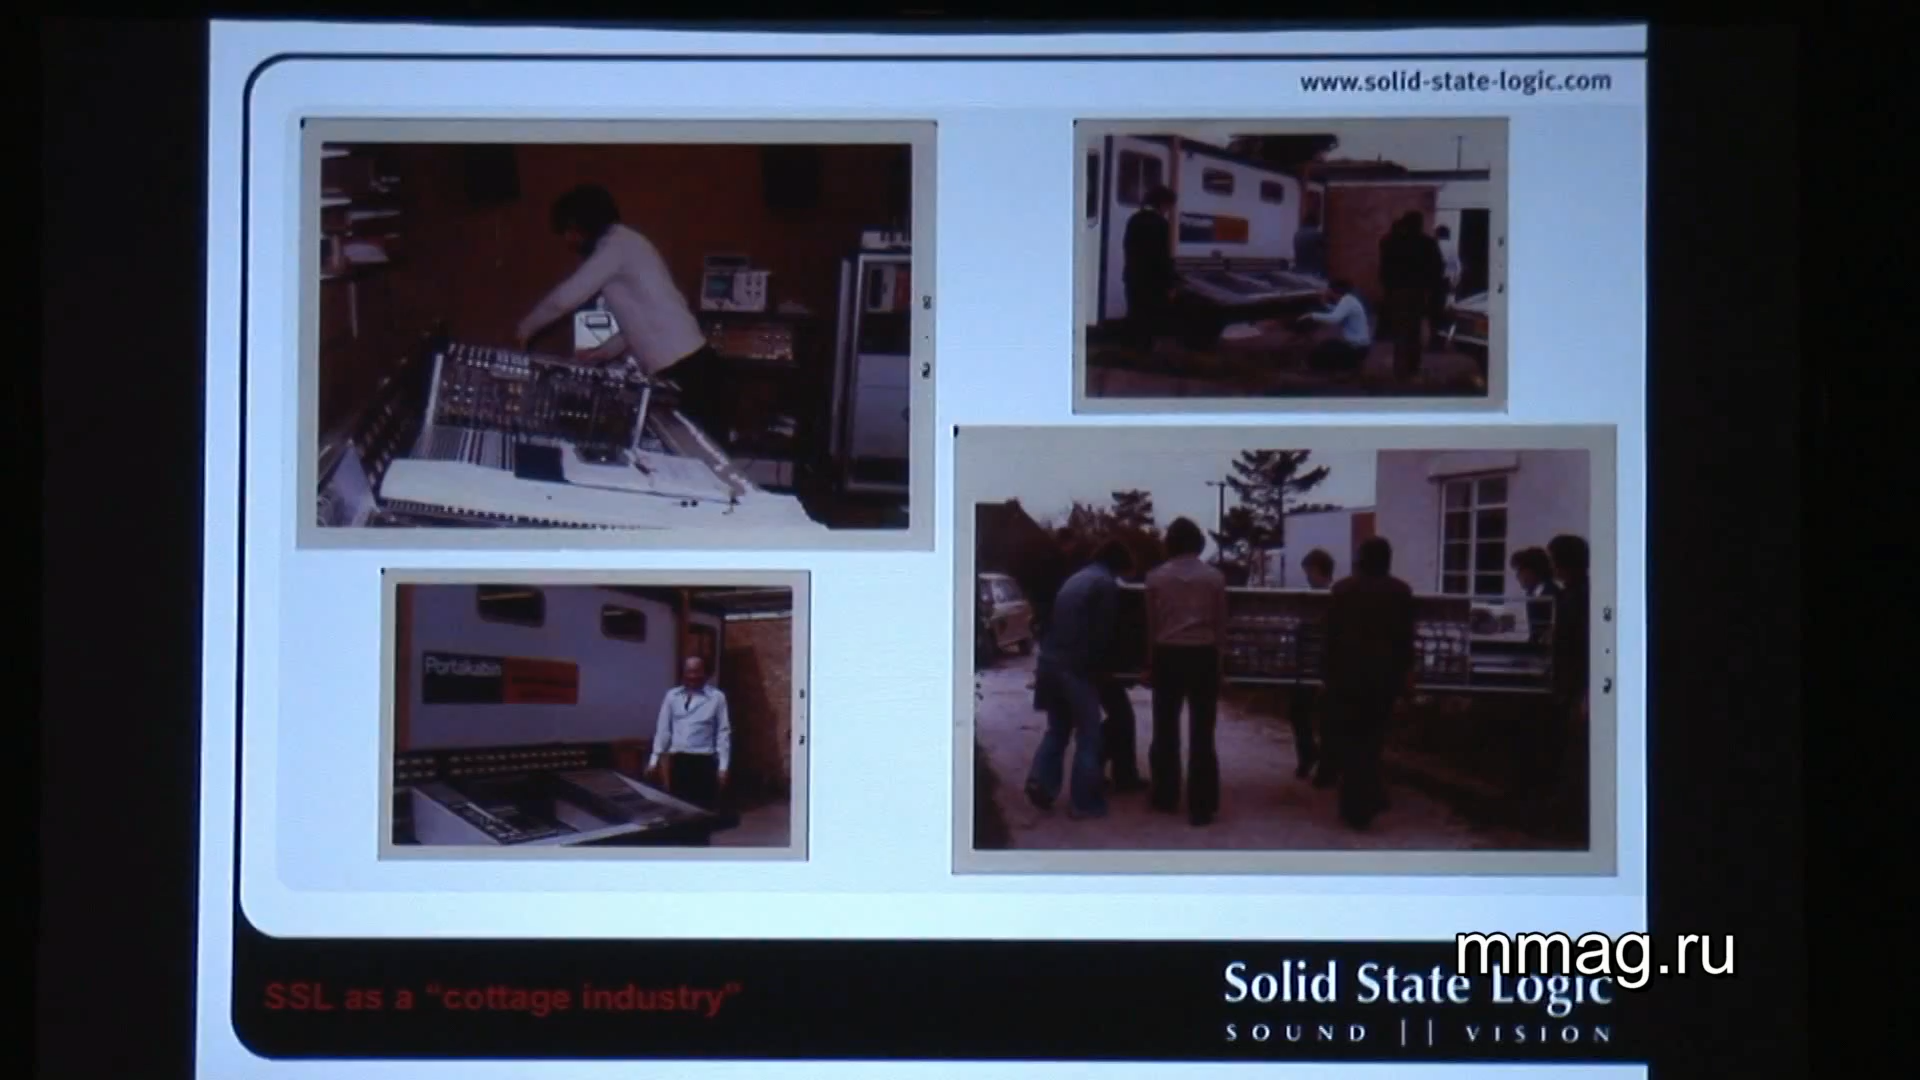 www.solid-state-logic.com
Portakabin
SSL as a “cottage industry”
mmag.ru
Solid State Logic
SOUND || VISION